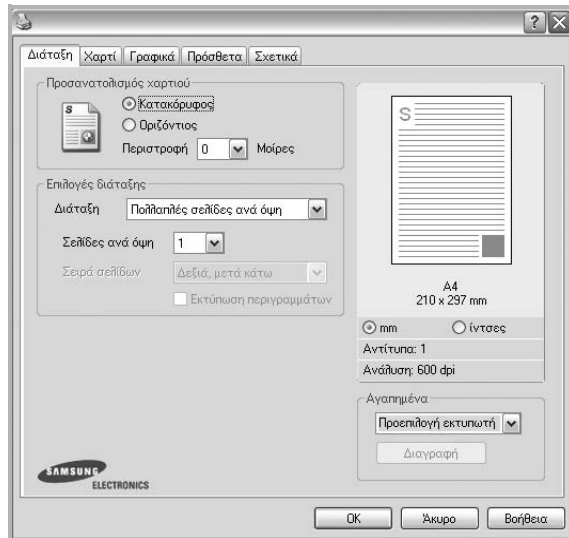 Διάταξη Χαρτί Γραφικά Πρόσθετα Σχετικά
Προσανατολισμός χαρτιού
S
Κατακόρυφος
Οριζόντιος
Περιστροφή 0 Μοίρες
Επιλογές διάταξης
Διάταξη Πολλαπλές σελίδες ανά όψη
Σελίδες ανά όψη 1
Σειρά σελίδων Δεξιά, μετά κάτω
Εκτύπωση περιγραμμάτων
S
A4
210 x 297 mm
mm ίντσες
Αντίτυπα: 1
Ανάλυση: 600 dpi
Αγαπημένα
Προεπιλογή εκτυπωτή
Διαγραφή
SAMSUNG
ELECTRONICS
OK Άκυρο Βοήθεια